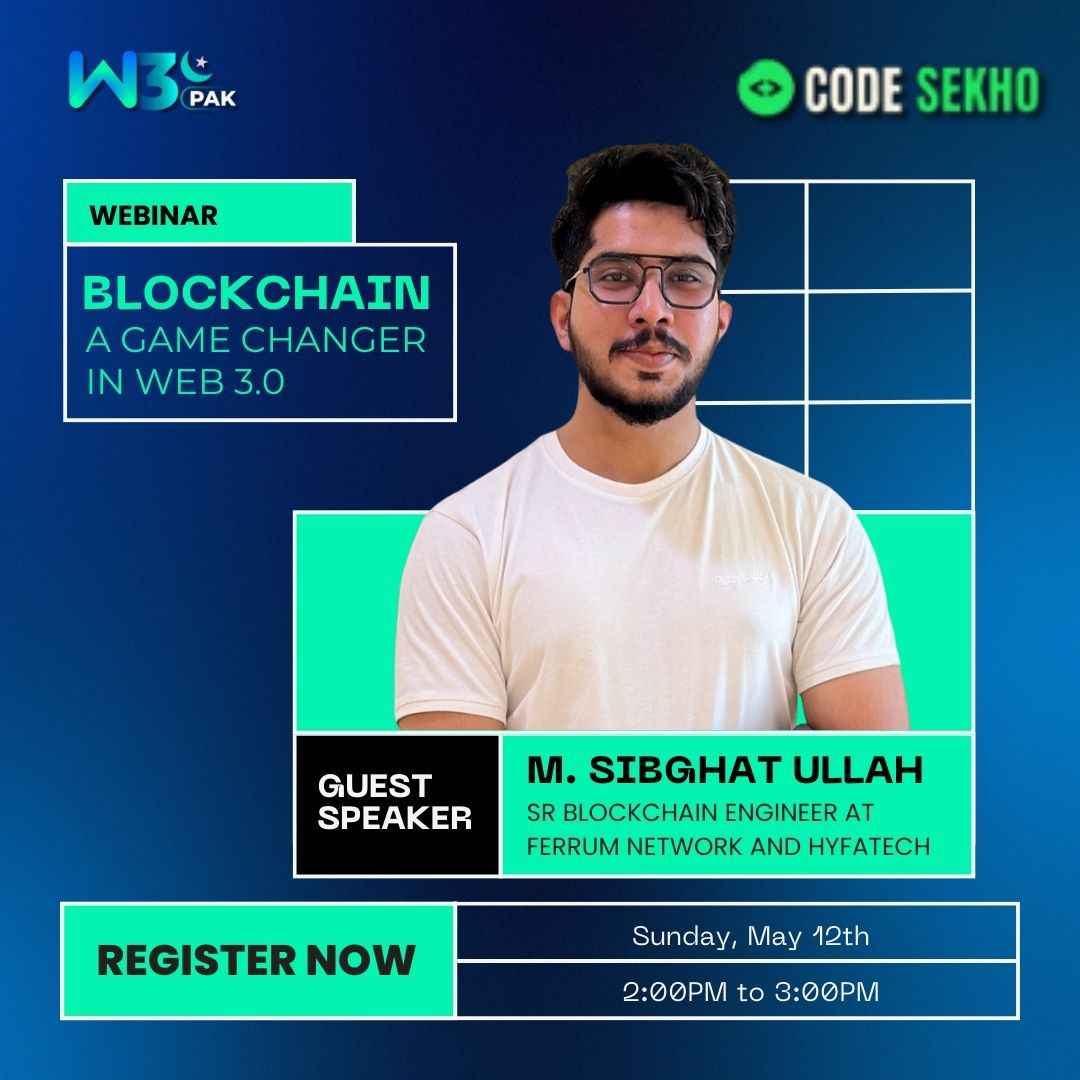 W3 PAK
CODE SEKHO
WEBINAR
BLOCKCHAIN
A GAME CHANGER
IN WEB 3.0
GUEST
SPEAKER
M. SIBGHAT ULLAH
SR BLOCKCHAIN ENGINEER AT
FERRUM NETWORK AND HYFATECH
REGISTER NOW
Sunday, May 12th
2:00PM to 3:00PM